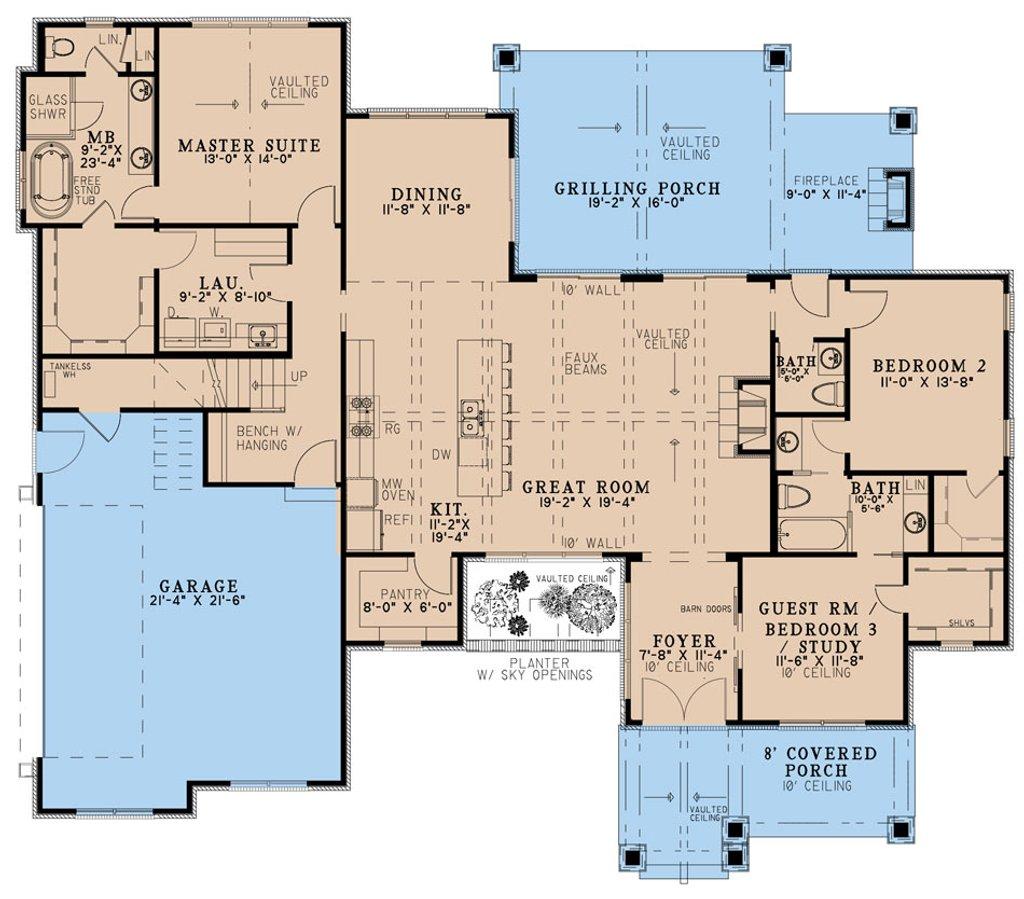 LIN.
LIN
GLASS
SHWR
MB
9'-2"X
23'-4"
FREE
STND
TUB
VAULTED
CEILING
MASTER SUITE
13'-0" X 14'-0"
DINING
11'-8" X 11'-8"
VAULTED
CEILING
GRILLING PORCH
19'-2" X 16'-0"
FIREPLACE
9'-0" X 11'-4"
LAU.
9'-2" X 8'-10"
D.
W.
10' WALL
VAULTED
CEILING
FAUX
BEAMS
TANKELSS
WH
UP
BENCH W/
HANGING
RG
DW
MW
OVEN
REFI
KIT.
11'-2"X
19'-4"
GREAT ROOM
19'-2" X 19'-4"
10' WALL
BATH
5'-0" X
5'-0"
BEDROOM 2
11'-0" X 13'-8"
BATH
10'-0" X
5'-6"
LIN
GARAGE
21'-4" X 21'-6"
PANTRY
8'-0" X 6'-0"
VAULTED CEILING
PLANTER
W/ SKY OPENINGS
BARN DOORS
FOYER
7'-8" X 11'-4"
10' CEILING
GUEST RM /
BEDROOM 3
/ STUDY
11'-6" X 11'-8"
10' CEILING
SHLVS
8' COVERED
PORCH
10' CEILING
VAULTED
CEILING